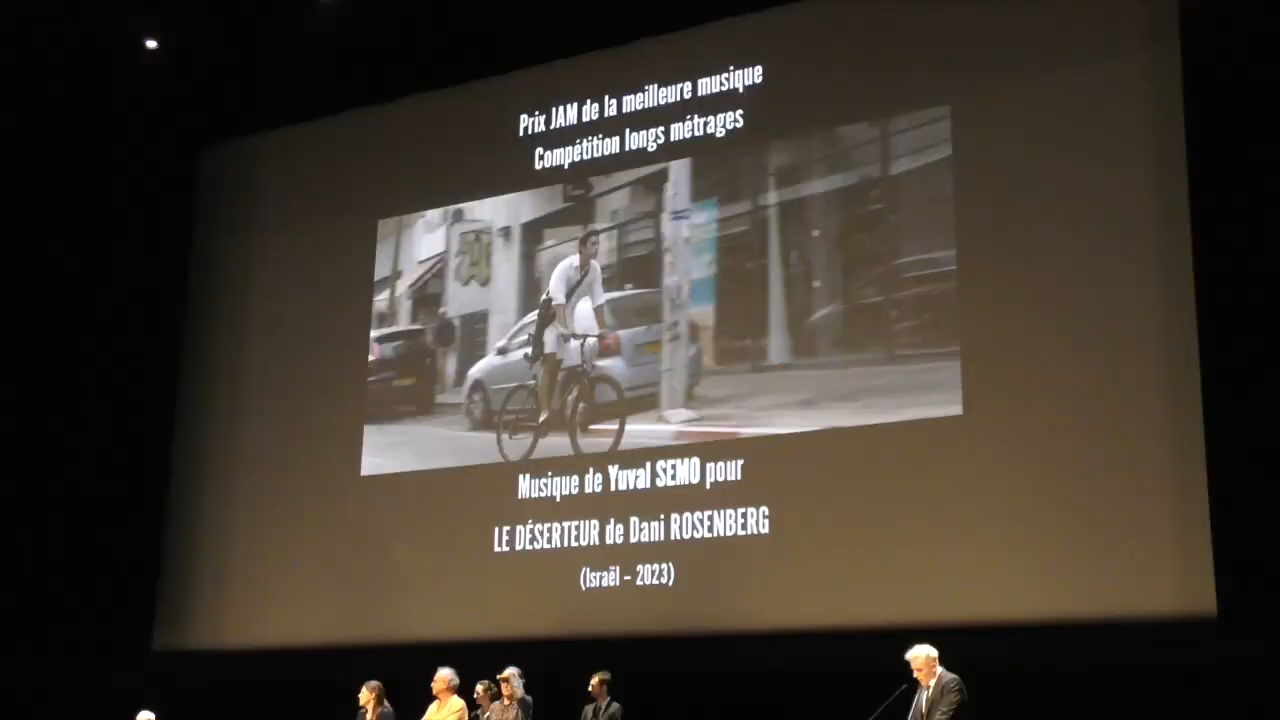 Prix JAM de la meilleure musique
Compétition longs métrages
Musique de Yuval SEMO pour
LE DÉSERTEUR de Dani ROSENBERG
(Israël – 2023)